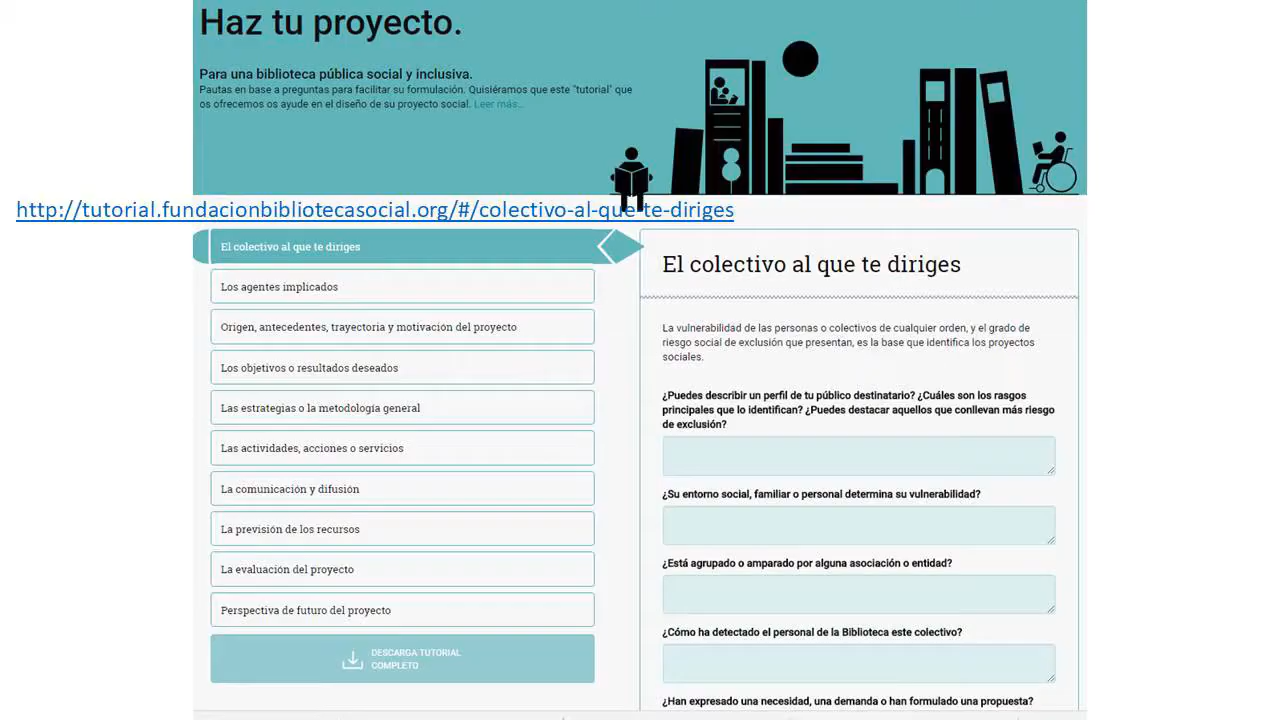 Haz tu proyecto.
Para una biblioteca pública social y inclusiva.
Pautas en base a preguntas para facilitar su formulación. Quisiéramos que este "tutorial" que
os ofrecemos os ayude en el diseño de su proyecto social. Leer más...
http://tutorial.fundacionbibliotecasocial.org/#/colectivo-al-que-te-diriges
El colectivo al que te diriges
Los agentes implicados
Origen, antecedentes, trayectoria y motivación del proyecto
Los objetivos o resultados deseados
Las estrategias o la metodología general
Las actividades, acciones o servicios
La comunicación y difusión
La previsión de los recursos
La evaluación del proyecto
Perspectiva de futuro del proyecto
DESCARGA TUTORIAL
COMPLETO
El colectivo al que te diriges
La vulnerabilidad de las personas o colectivos de cualquier orden, y el grado de
riesgo social de exclusión que presentan, es la base que identifica los proyectos
sociales.
¿Puedes describir un perfil de tu público destinatario? ¿Cuáles son los rasgos
principales que lo identifican? ¿Puedes destacar aquellos que conllevan más riesgo
de exclusión?
¿Su entorno social, familiar o personal determina su vulnerabilidad?
¿Está agrupado o amparado por alguna asociación o entidad?
¿Cómo ha detectado el personal de la Biblioteca este colectivo?
¿Han expresado una necesidad, una demanda o han formulado una propuesta?